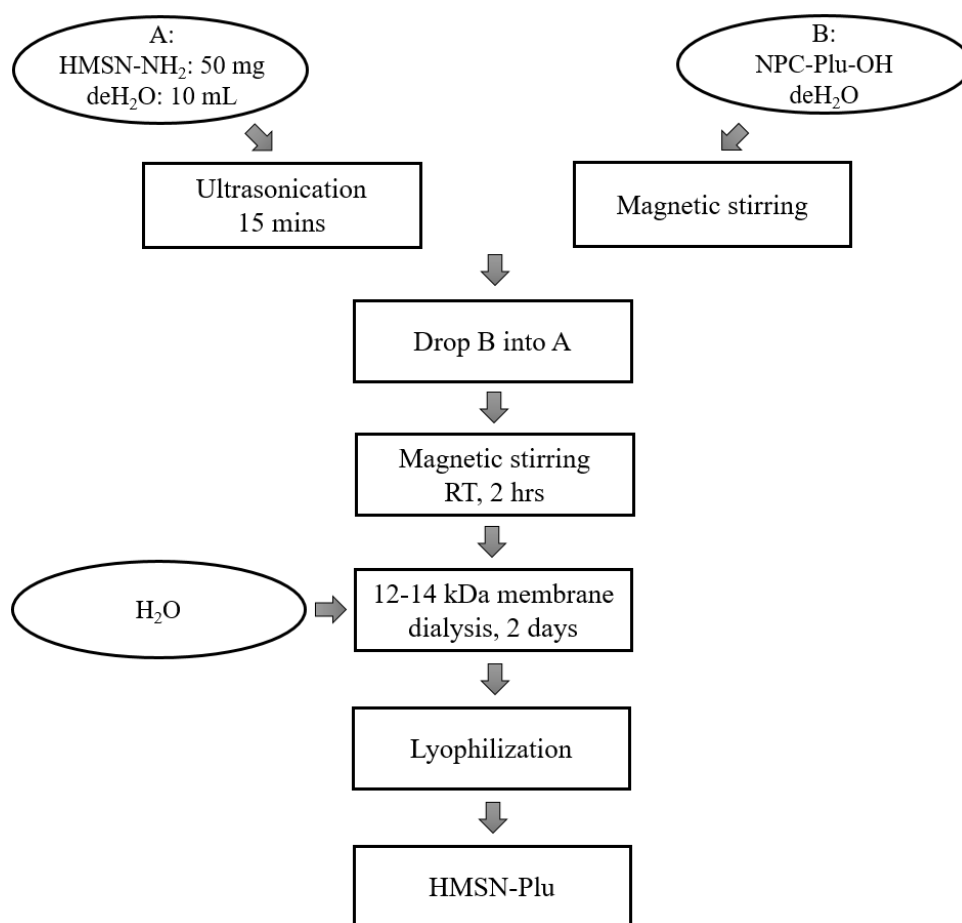 A:
HMSN-NH₂: 50 mg
deH₂O: 10 mL
B:
NPC-Plu-OH
deH₂O
Ultrasonication
15 mins
Magnetic stirring
Drop B into A
Magnetic stirring
RT, 2 hrs
H₂O
12-14 kDa membrane
dialysis, 2 days
Lyophilization
HMSN-Plu